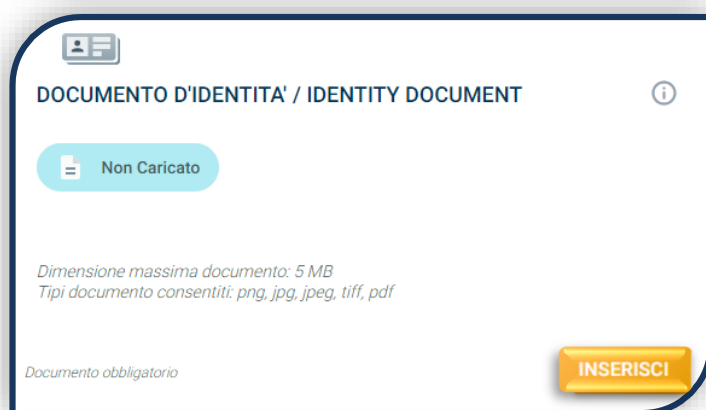 DOCUMENTO D'IDENTITA' / IDENTITY DOCUMENT
Non Caricato
Dimensione massima documento: 5 MB
Tipi documento consentiti: png, jpg, jpeg, tiff, pdf
Documento obbligatorio
INSERISCI